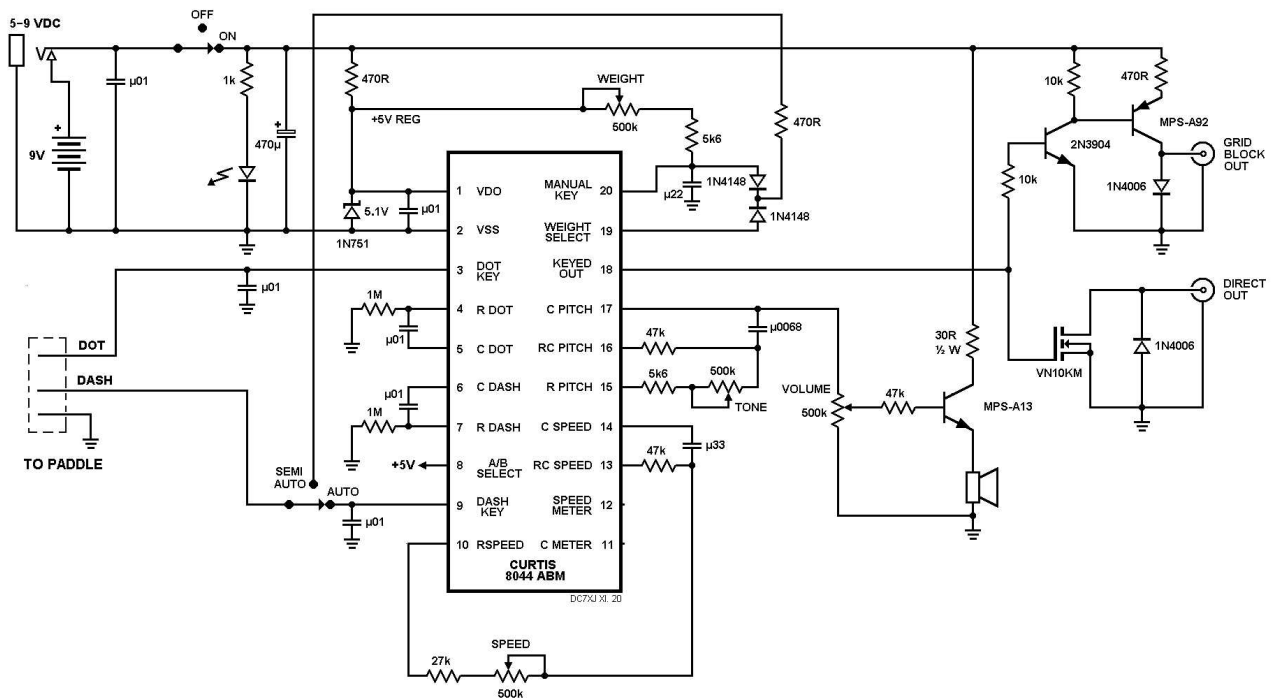 5–9 VDC
OFF
ON
V
µ01
1k
+
470µ
+
9V
470R
+5V REG
WEIGHT
500k
5k6
470R
10k
470R
MPS-A92
2N3904
GRID
BLOCK
OUT
10k
1N4006
1 VDO
5.1V
µ01
1N751
2 VSS
MANUAL
KEY 20
µ22
1N4148
1N4148
WEIGHT
SELECT 19
3 DOT
KEY
KEYED
OUT 18
µ01
1M
4 R DOT
µ01
5 C DOT
C PITCH 17
µ0068
47k
RC PITCH 16
DIRECT
OUT
30R
½ W
1N4006
VN10KM
DOT
DASH
TO PADDLE
µ01
6 C DASH
1M
7 R DASH
5k6
500k
R PITCH 15
TONE
VOLUME
500k
47k
MPS-A13
C SPEED 14
µ33
+5V
8 A/B
SELECT
47k
RC SPEED 13
SEMI
AUTO
AUTO
9 DASH
KEY
µ01
SPEED
METER 12
10 RSPEED
C METER 11
CURTIS
8044 ABM
DC7XJ XI. 20
27k
SPEED
500k